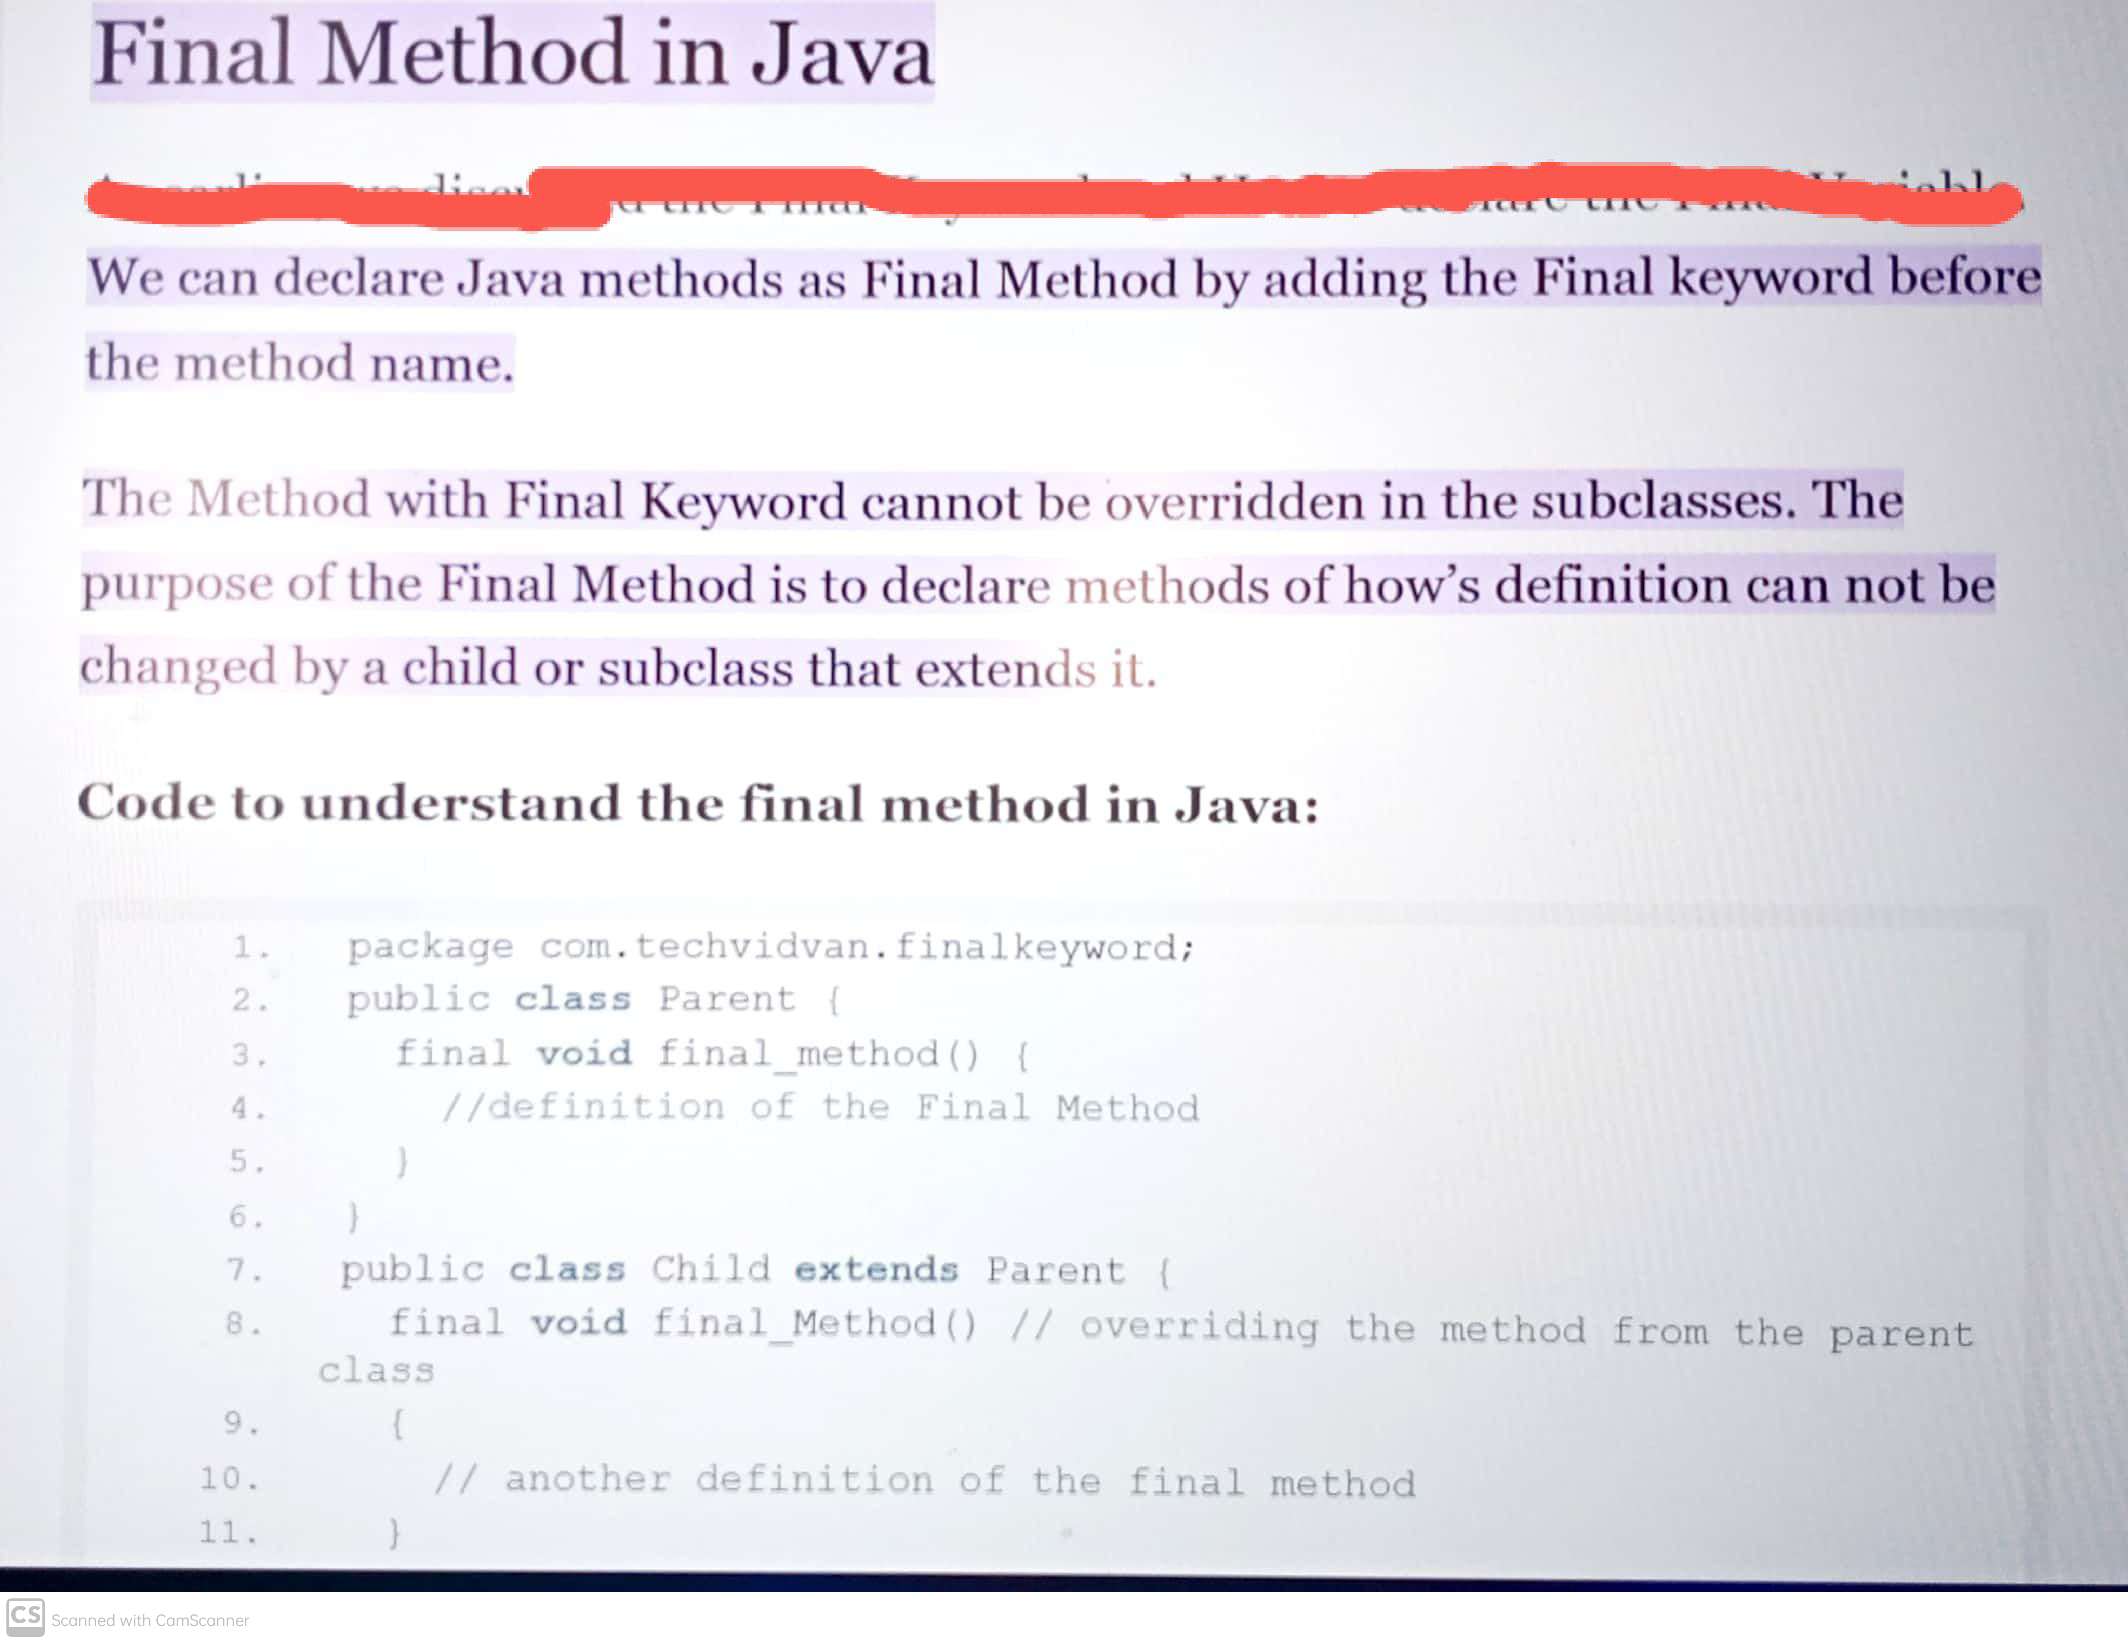 Final Method in Java
We can declare Java methods as Final Method by adding the Final keyword before
the method name.
The Method with Final Keyword cannot be overridden in the subclasses. The
purpose of the Final Method is to declare methods of how’s definition can not be
changed by a child or subclass that extends it.
Code to understand the final method in Java:
1. package com.techvidvan.finalkeyword;
2. public class Parent {
3. final void final_method() {
4. //definition of the Final Method
5. }
6. }
7. public class Child extends Parent {
8. final void final_Method() // overriding the method from the parent
class
9. {
10. // another definition of the final method
11. }
CS Scanned with CamScanner